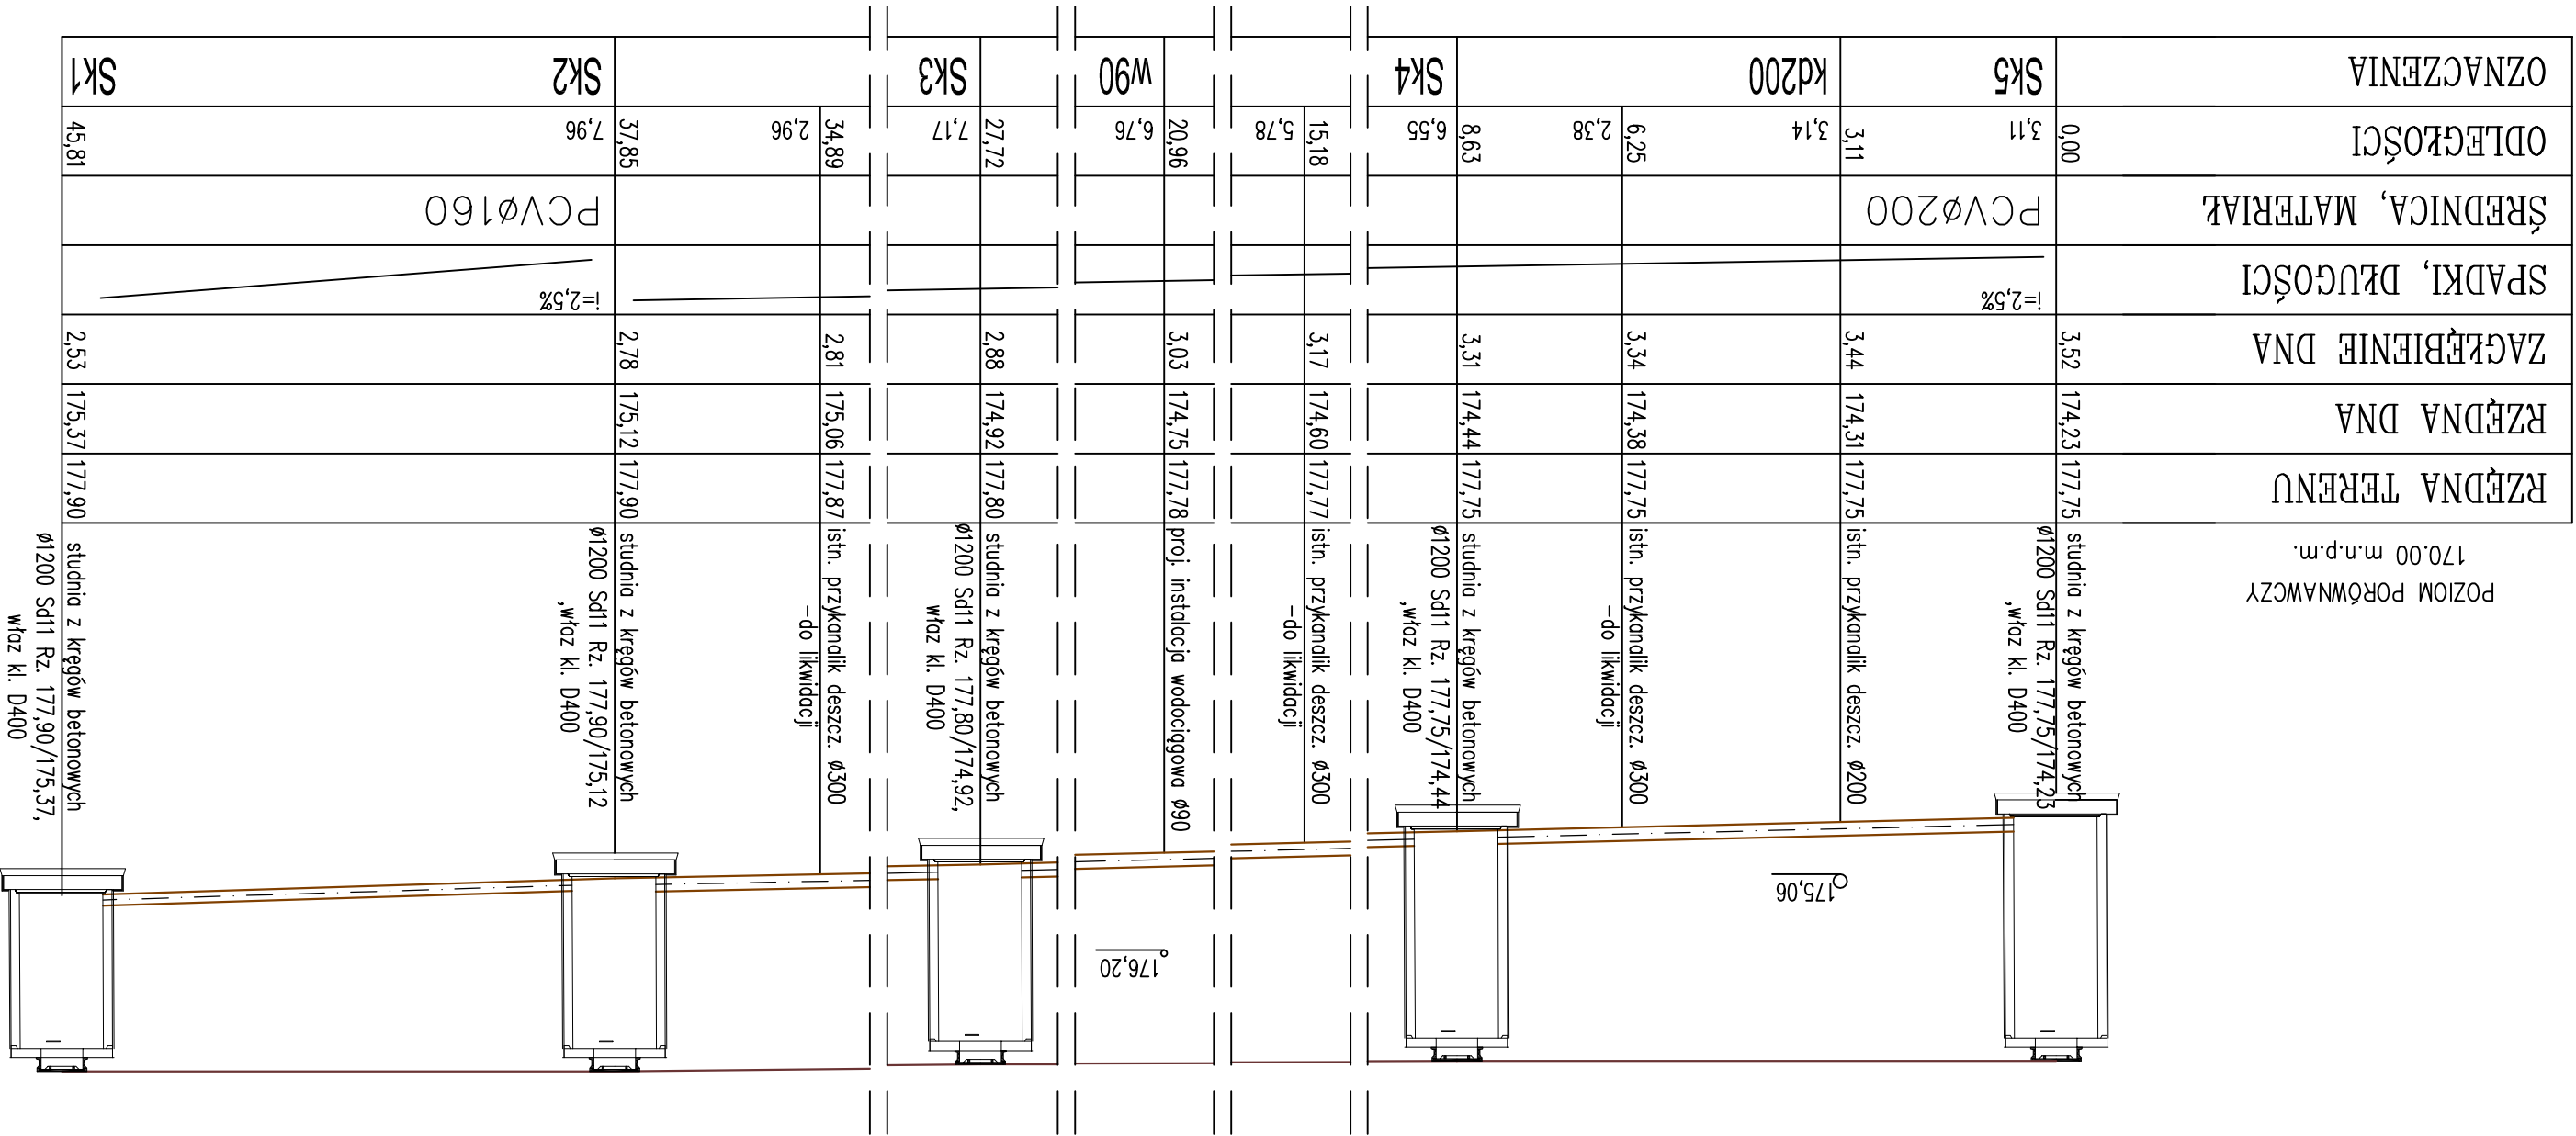 POZIOM PORÓWNAWCZY
170.00 m.n.p.m.
studnia z kręgów betonowych
ø1200 Sd11 Rz. 177,75/174,23
,właz kl. D400
istn. przykanalik deszcz. ø200
istn. przykanalik deszcz. ø300
-do likwidacji
studnia z kręgów betonowych
ø1200 Sd11 Rz. 177,75/174,44
,właz kl. D400
istn. przykanalik deszcz. ø300
-do likwidacji
proj. instalacja wodociągowa ø90
studnia z kręgów betonowych
ø1200 Sd11 Rz. 177,80/174,92,
właz kl. D400
istn. przykanalik deszcz. ø300
-do likwidacji
studnia z kręgów betonowych
ø1200 Sd11 Rz. 177,90/175,12
,właz kl. D400
studnia z kręgów betonowych
ø1200 Sd11 Rz. 177,90/175,37,
właz kl. D400
175,06
176,20
RZĘDNA TERENU
177,75 177,75 177,75 177,75 177,77 177,78 177,80 177,87 177,90 177,90
RZĘDNA DNA
174,23 174,31 174,38 174,44 174,60 174,75 174,92 175,06 175,12 175,37
ZAGŁĘBIENIE DNA
3,52 3,44 3,34 3,31 3,17 3,03 2,88 2,81 2,78 2,53
SPADKI, DŁUGOŚCI
i=2,5% i=2,5%
ŚREDNICA, MATERIAŁ
PCVø200 PCVø160
ODLEGŁOŚCI
0,00 3,11 3,11 3,14 6,25 2,38 8,63 6,55 15,18 5,78 20,96 6,76 27,72 7,17 34,89 2,96 37,85 7,96 45,81
OZNACZENIA
Sk5 kd200 Sk4 w90 Sk3 Sk2 Sk1